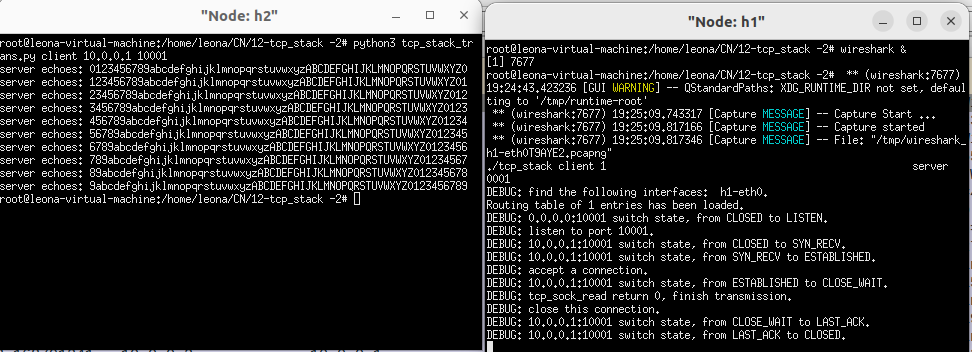 "Node: h2"
root@leona-virtual-machine:/home/leona/CN/12-tcp_stack -2# python3 tcp_stack_tr
ans.py client 10.0.0.1 10001
server echoes: 0123456789abcdefghijklmnopqrstuvwxyzABCDEFGHIJKLMNOPQRSTUVWXYZ0
server echoes: 123456789abcdefghijklmnopqrstuvwxyzABCDEFGHIJKLMNOPQRSTUVWXYZ01
server echoes: 23456789abcdefghijklmnopqrstuvwxyzABCDEFGHIJKLMNOPQRSTUVWXYZ012
server echoes: 3456789abcdefghijklmnopqrstuvwxyzABCDEFGHIJKLMNOPQRSTUVWXYZ0123
server echoes: 456789abcdefghijklmnopqrstuvwxyzABCDEFGHIJKLMNOPQRSTUVWXYZ01234
server echoes: 56789abcdefghijklmnopqrstuvwxyzABCDEFGHIJKLMNOPQRSTUVWXYZ012345
server echoes: 6789abcdefghijklmnopqrstuvwxyzABCDEFGHIJKLMNOPQRSTUVWXYZ0123456
server echoes: 789abcdefghijklmnopqrstuvwxyzABCDEFGHIJKLMNOPQRSTUVWXYZ01234567
server echoes: 89abcdefghijklmnopqrstuvwxyzABCDEFGHIJKLMNOPQRSTUVWXYZ012345678
server echoes: 9abcdefghijklmnopqrstuvwxyzABCDEFGHIJKLMNOPQRSTUVWXYZ0123456789
root@leona-virtual-machine:/home/leona/CN/12-tcp_stack -2#
"Node: h1"
root@leona-virtual-machine:/home/leona/CN/12-tcp_stack -2# wireshark &
[1] 7677
root@leona-virtual-machine:/home/leona/CN/12-tcp_stack -2#  ** (wireshark:7677)
19:24:43.423236 [GUI WARNING] -- QStandardPaths: XDG_RUNTIME_DIR not set, defaul
ting to '/tmp/runtime-root'
 ** (wireshark:7677) 19:25:09.743317 [Capture MESSAGE] -- Capture Start ...
 ** (wireshark:7677) 19:25:09.817166 [Capture MESSAGE] -- Capture started
 ** (wireshark:7677) 19:25:09.817346 [Capture MESSAGE] -- File: "/tmp/wireshark_
h1-eth0T9AYE2.pcapng"
./tcp_stack client 1                                              server
0001
DEBUG: find the following interfaces:  h1-eth0.
Routing table of 1 entries has been loaded.
DEBUG: 0.0.0.0:10001 switch state, from CLOSED to LISTEN.
DEBUG: listen to port 10001.
DEBUG: 10.0.0.1:10001 switch state, from CLOSED to SYN_RECV.
DEBUG: 10.0.0.1:10001 switch state, from SYN_RECV to ESTABLISHED.
DEBUG: accept a connection.
DEBUG: 10.0.0.1:10001 switch state, from ESTABLISHED to CLOSE_WAIT.
DEBUG: tcp_sock_read return 0, finish transmission.
DEBUG: close this connection.
DEBUG: 10.0.0.1:10001 switch state, from CLOSE_WAIT to LAST_ACK.
DEBUG: 10.0.0.1:10001 switch state, from LAST_ACK to CLOSED.